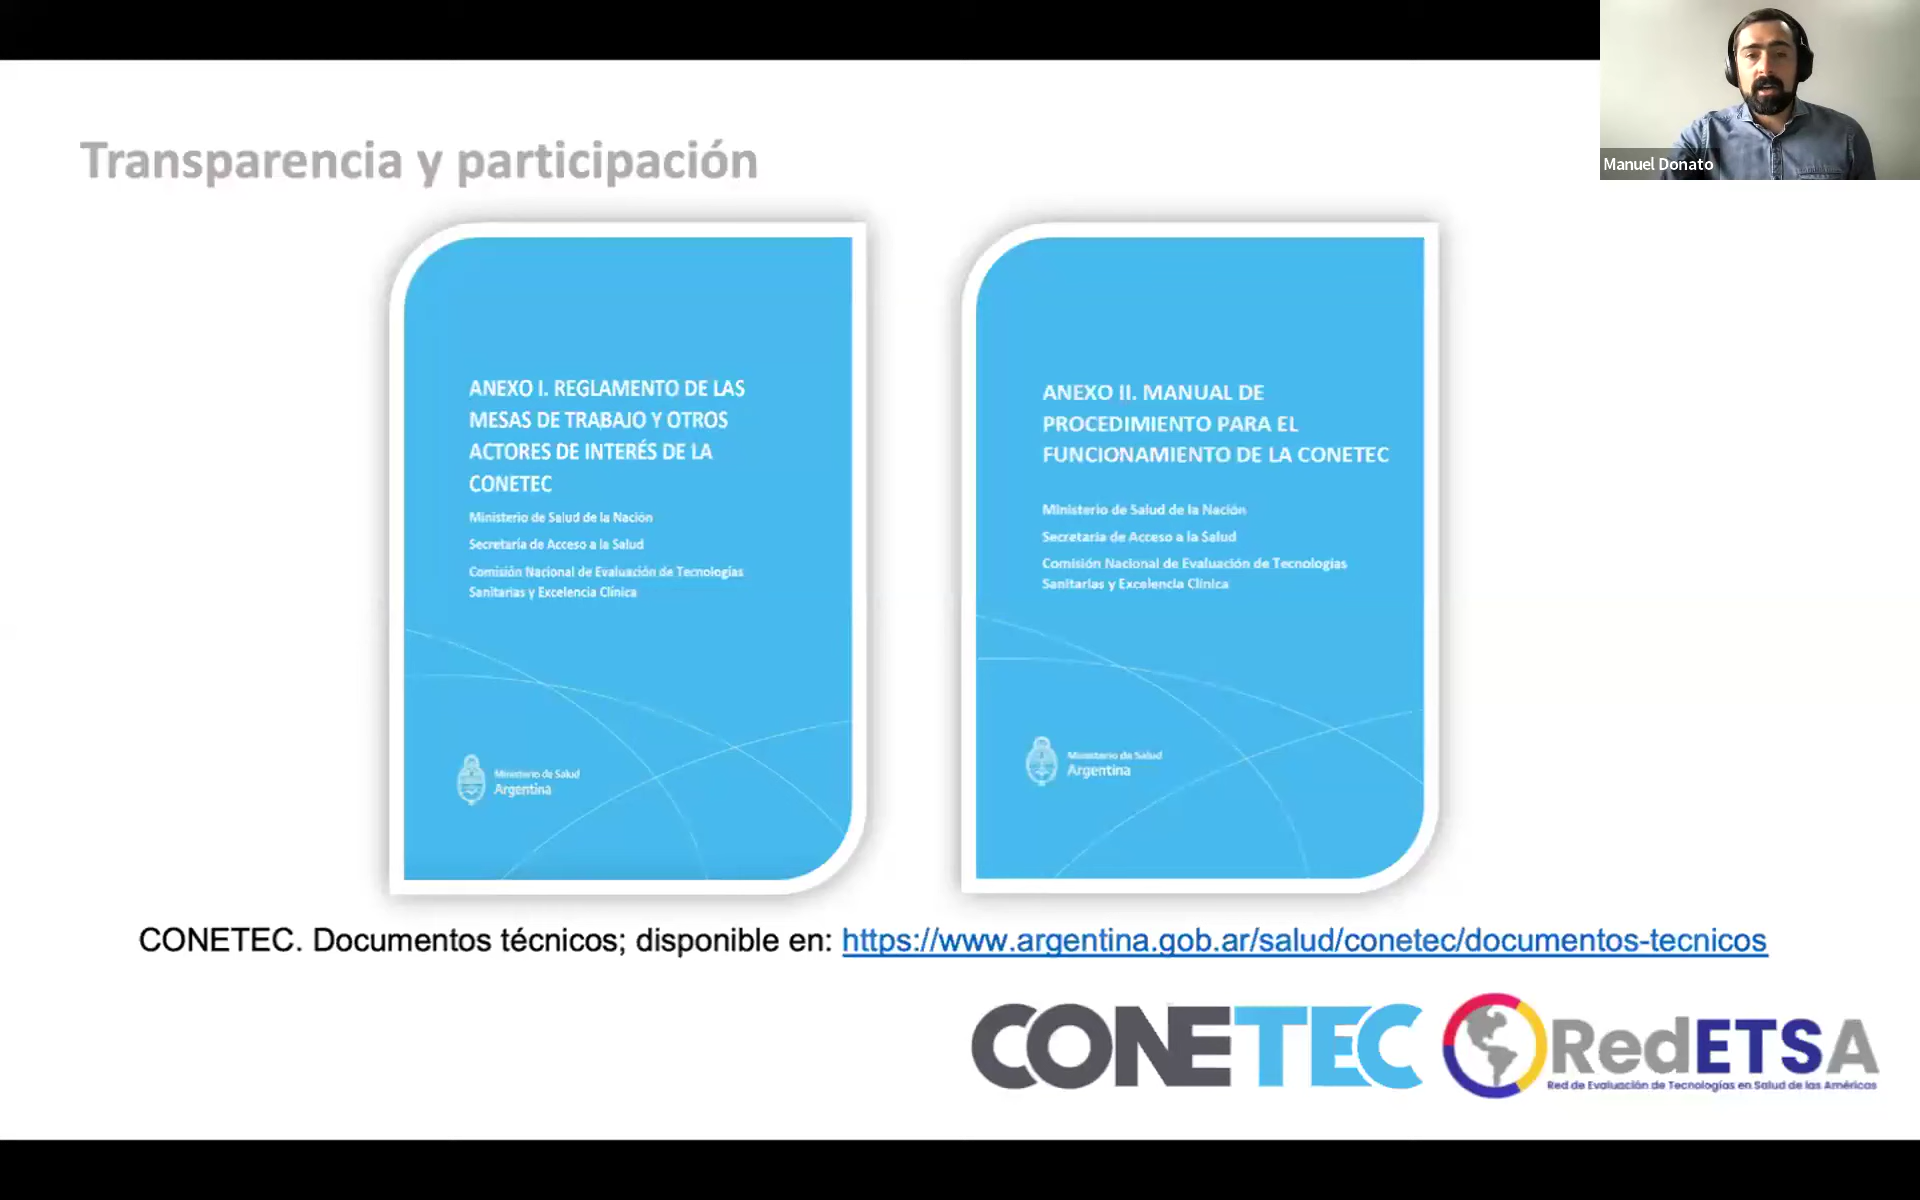 Manuel Donato
Transparencia y participación
ANEXO I. REGLAMENTO DE LAS
MESAS DE TRABAJO Y OTROS
ACTORES DE INTERÉS DE LA
CONETEC
Ministerio de Salud de la Nación
Secretaría de Acceso a la Salud
Comisión Nacional de Evaluación de Tecnologías
Sanitarias y Excelencia Clínica
Ministerio de Salud
Argentina
ANEXO II. MANUAL DE
PROCEDIMIENTO PARA EL
FUNCIONAMIENTO DE LA CONETEC
Ministerio de Salud de la Nación
Secretaría de Acceso a la Salud
Comisión Nacional de Evaluación de Tecnologías
Sanitarias y Excelencia Clínica
Ministerio de Salud
Argentina
CONETEC. Documentos técnicos; disponible en: https://www.argentina.gob.ar/salud/conetec/documentos-tecnicos
CONETEC
RedETSA
Red de Evaluación de Tecnologías en Salud de las Américas